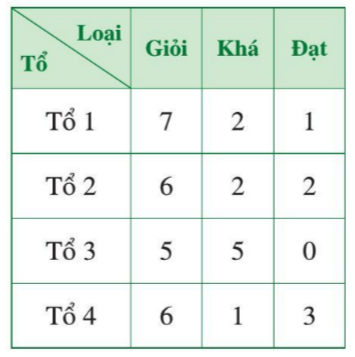 Loại
Tổ
Giỏi Khá Đạt
Tổ 1 7 2 1
Tổ 2 6 2 2
Tổ 3 5 5 0
Tổ 4 6 1 3